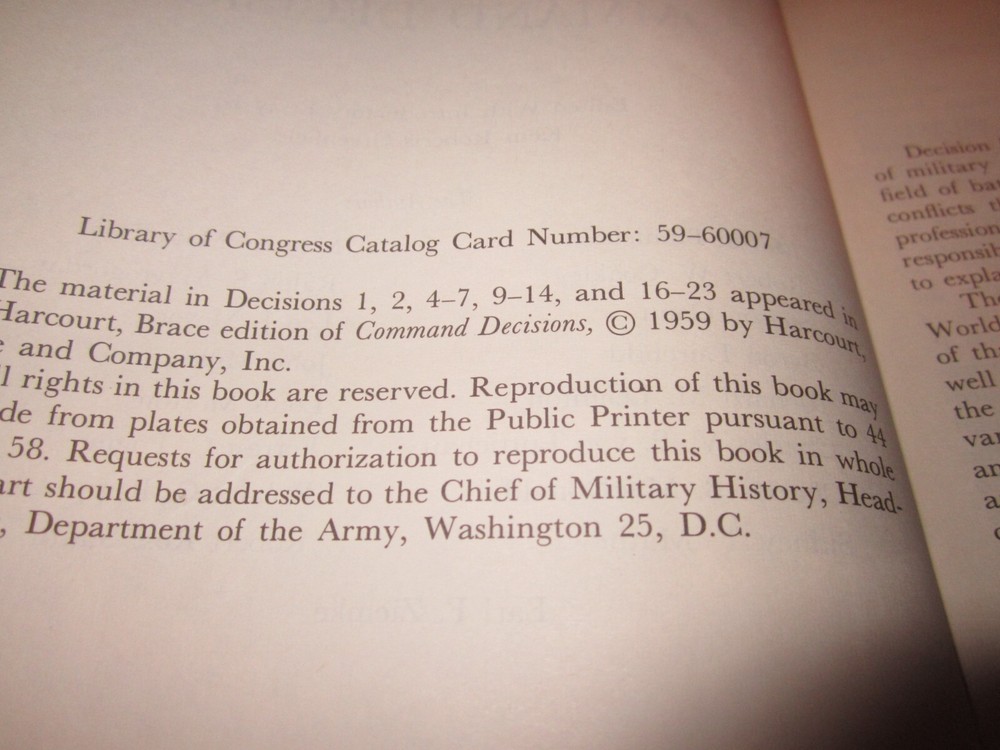 Library of Congress Catalog Card Number: 59–60007
The material in Decisions 1, 2, 4–7, 9–14, and 16–23 appeared in
Harcourt, Brace edition of Command Decisions, © 1959 by Harcourt,
e and Company, Inc.
l rights in this book are reserved. Reproduction of this book may
de from plates obtained from the Public Printer pursuant to 44
58. Requests for authorization to reproduce this book in whole
art should be addressed to the Chief of Military History, Head-
, Department of the Army, Washington 25, D.C.
Decision
of military
field of ba
conflicts t
profession
responsib
to expla
Th
World
of tha
well
the
va
an
a